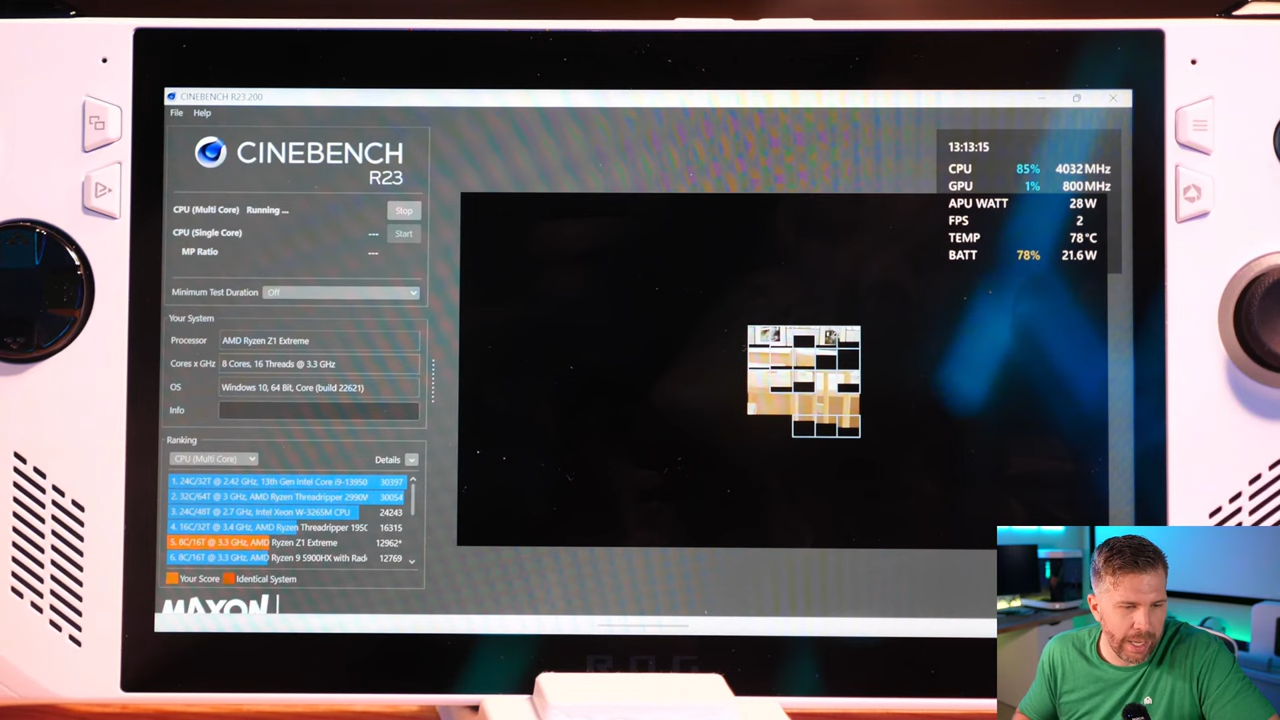 CINEBENCH R23.200
File Help
CINEBENCH
R23
CPU (Multi Core) Running ... Stop
CPU (Single Core) --- Start
MP Ratio ---
Minimum Test Duration Off
Your System
Processor AMD Ryzen Z1 Extreme
Cores x GHz 8 Cores, 16 Threads @ 3.3 GHz
OS Windows 10, 64 Bit, Core (build 22621)
Info
Ranking
CPU (Multi Core) Details
1. 24C/32T @ 2.42 GHz, 13th Gen Intel Core i9-13950 30397
2. 32C/64T @ 3 GHz, AMD Ryzen Threadripper 2990W 30054
3. 24C/48T @ 2.7 GHz, Intel Xeon W-3265M CPU 24243
4. 16C/32T @ 3.4 GHz, AMD Ryzen Threadripper 195C 16315
5. 8C/16T @ 3.3 GHz, AMD Ryzen Z1 Extreme 12962*
6. 8C/16T @ 3.3 GHz, AMD Ryzen 9 5900HX with Rad 12769
Your Score Identical System
MAXON
13:13:15
CPU 85% 4032 MHz
GPU 1% 800 MHz
APU WATT 28 W
FPS 2
TEMP 78 °C
BATT 78% 21.6 W
ROG